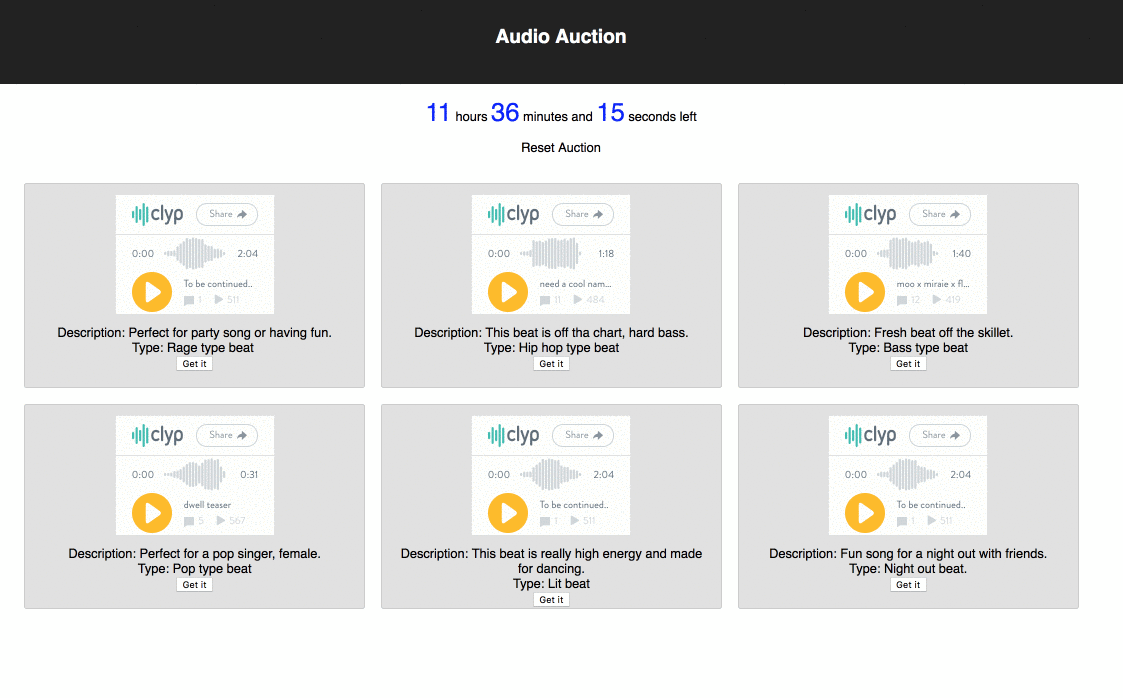 Audio Auction
11 hours 36 minutes and 15 seconds left
Reset Auction
clyp Share
0:00 2:04
To be continued..
1 511
Description: Perfect for party song or having fun.
Type: Rage type beat
Get it
clyp Share
0:00 1:18
need a cool nam...
11 484
Description: This beat is off tha chart, hard bass.
Type: Hip hop type beat
Get it
clyp Share
0:00 1:40
moo x miraie x fl...
12 419
Description: Fresh beat off the skillet.
Type: Bass type beat
Get it
clyp Share
0:00 0:31
dwell teaser
5 567
Description: Perfect for a pop singer, female.
Type: Pop type beat
Get it
clyp Share
0:00 2:04
To be continued..
1 511
Description: This beat is really high energy and made
for dancing.
Type: Lit beat
Get it
clyp Share
0:00 2:04
To be continued..
1 511
Description: Fun song for a night out with friends.
Type: Night out beat.
Get it